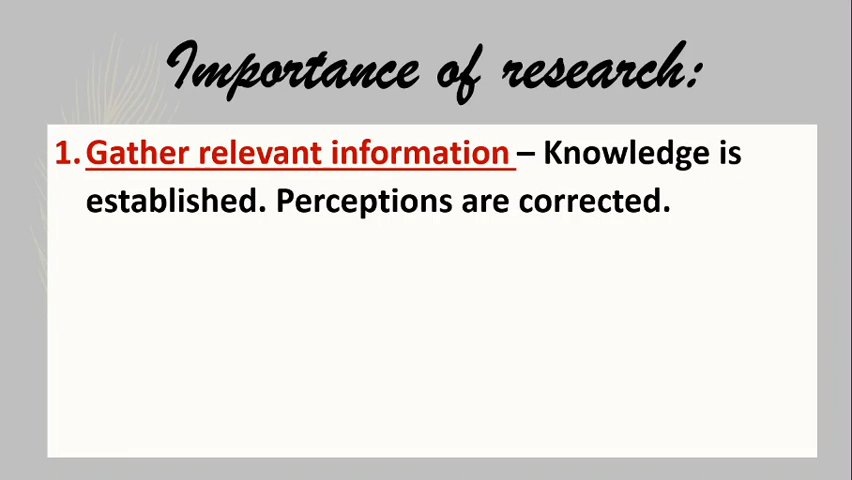 Importance of research:
1. Gather relevant information – Knowledge is
established. Perceptions are corrected.